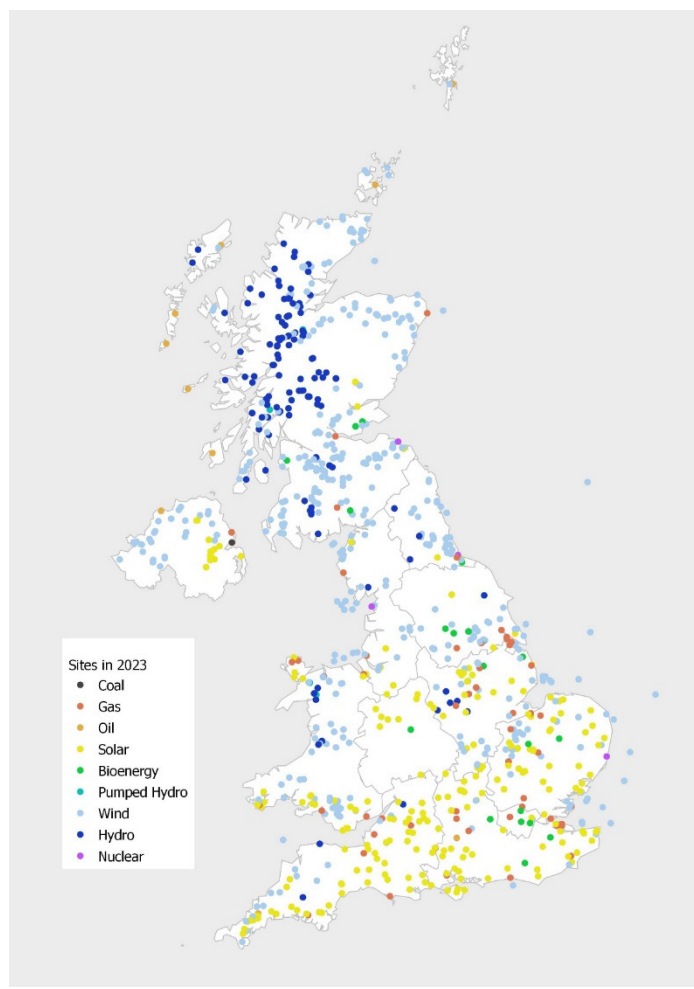 Sites in 2023
Coal
Gas
Oil
Solar
Bioenergy
Pumped Hydro
Wind
Hydro
Nuclear